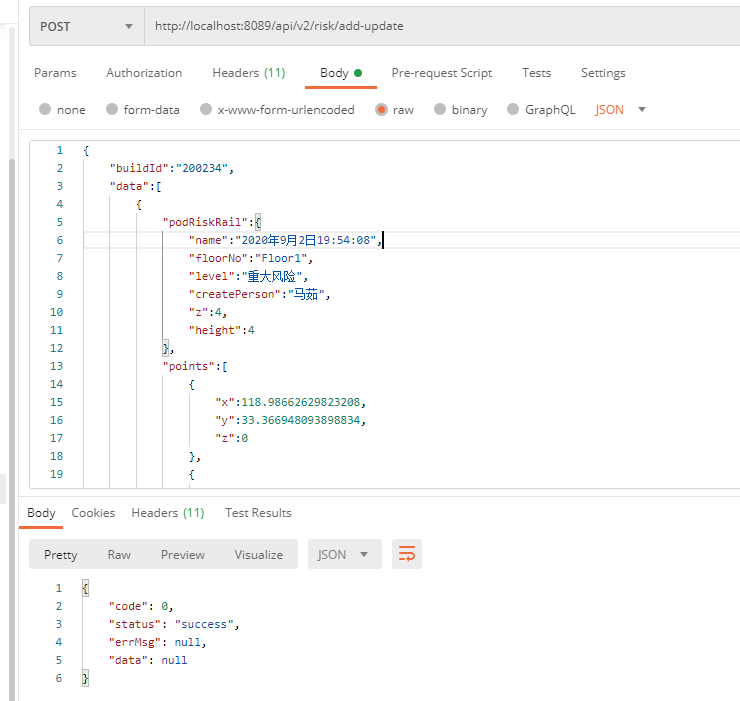 POST http://localhost:8089/api/v2/risk/add-update
Params Authorization Headers (11) Body Pre-request Script Tests Settings
none form-data x-www-form-urlencoded raw binary GraphQL JSON
1 {
2 "buildId":"200234",
3 "data":[
4 {
5 "podRiskRail":{
6 "name":"2020年9月2日19:54:08",
7 "floorNo":"Floor1",
8 "level":"重大风险",
9 "createPerson":"马茹",
10 "z":4,
11 "height":4
12 },
13 "points":[
14 {
15 "x":118.98662629823208,
16 "y":33.366948093898834,
17 "z":0
18 },
19 {
Body Cookies Headers (11) Test Results
Pretty Raw Preview Visualize JSON
1 {
2 "code": 0,
3 "status": "success",
4 "errMsg": null,
5 "data": null
6 }